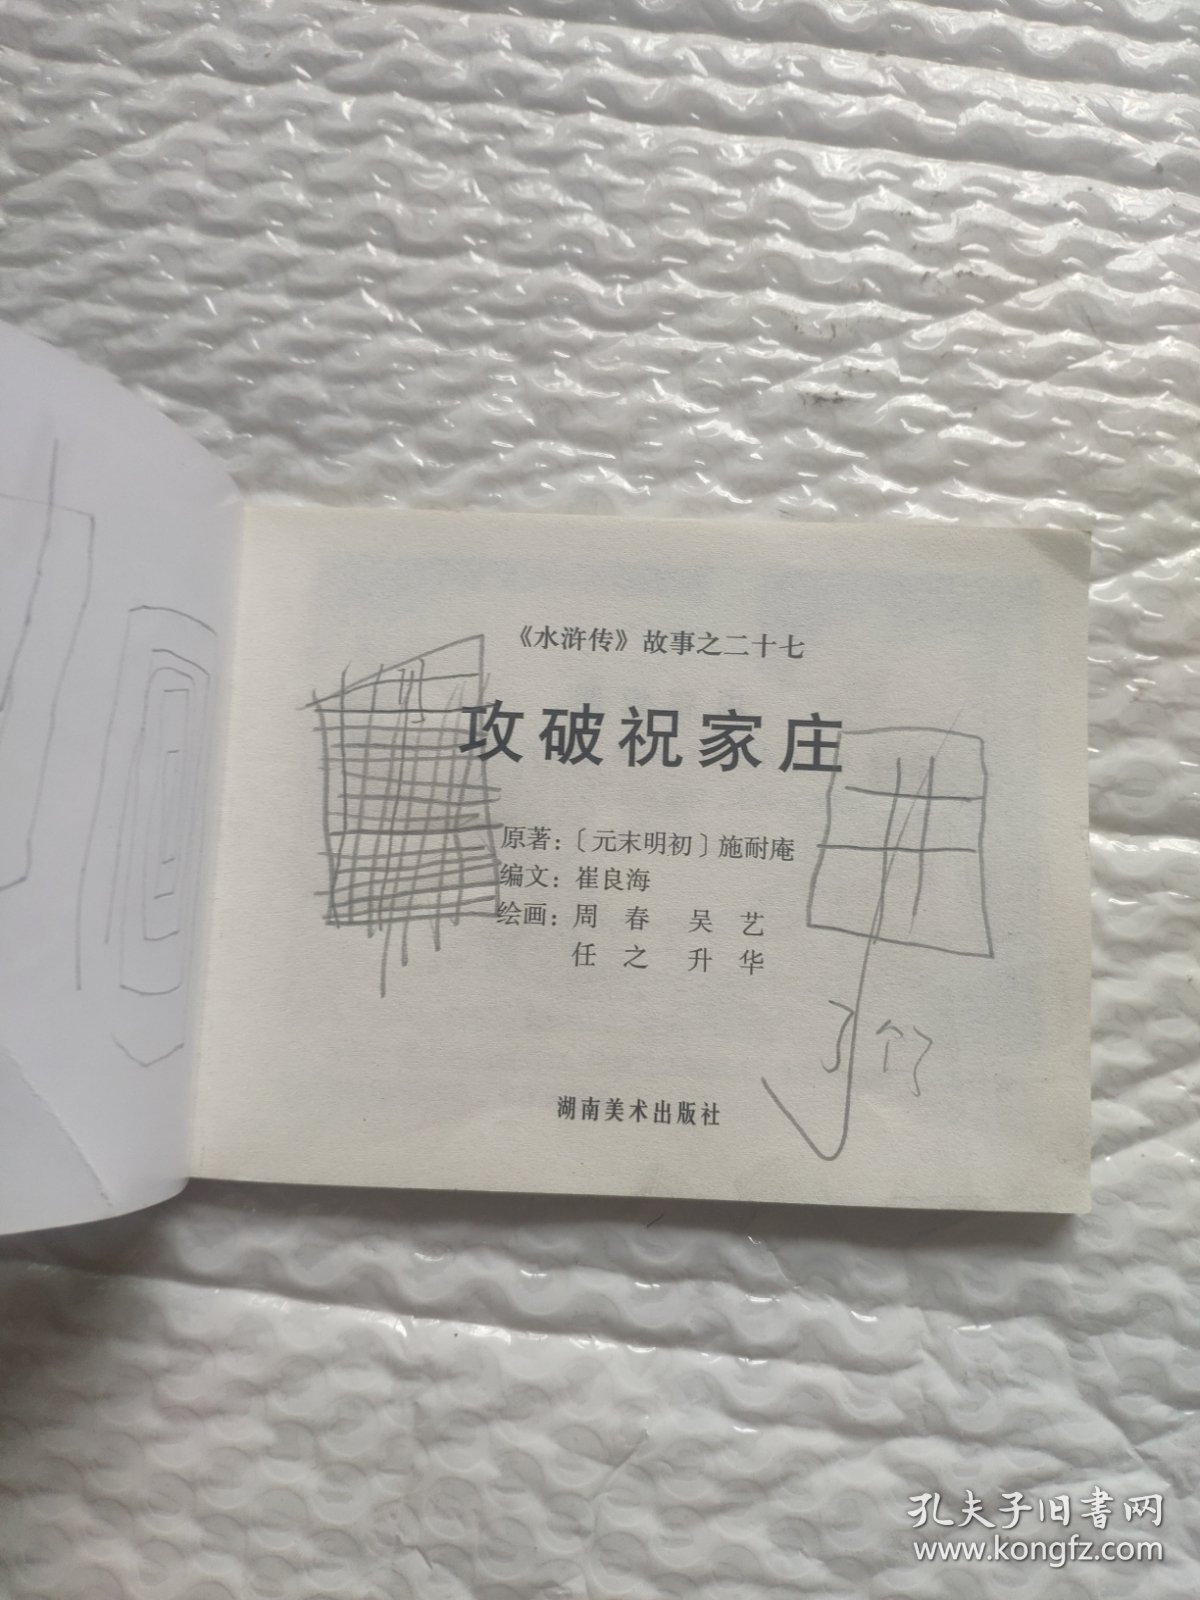 《水浒传》故事之二十七
攻破祝家庄
原著：〔元末明初〕施耐庵
编文：崔良海
绘画：周 春 吴 艺
任 之 升 华
湖南美术出版社
孔夫子旧书网
www.kongfz.com